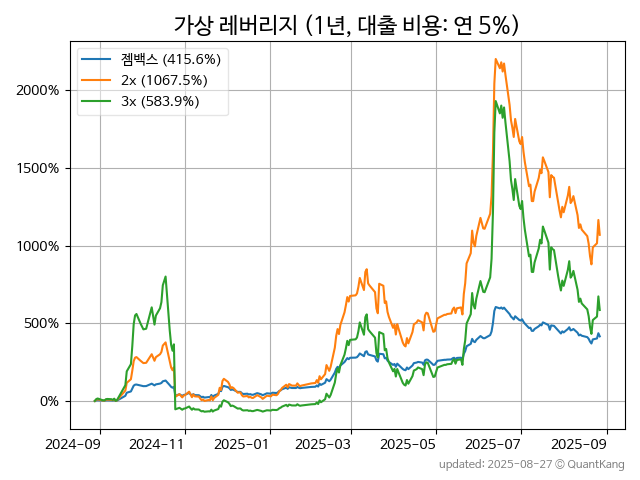 가상 레버리지 (1년, 대출 비용: 연 5%)
젬백스 (415.6%)
2x (1067.5%)
3x (583.9%)
2000%
1500%
1000%
500%
0%
2024-09 2024-11 2025-01 2025-03 2025-05 2025-07 2025-09
updated: 2025-08-27 © QuantKang